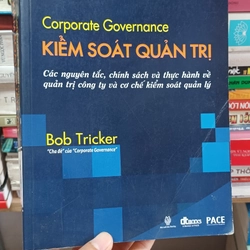 Corporate Governance
KIỂM SOÁT QUẢN TRỊ
Các nguyên tắc, chính sách và thực hành về
quản trị công ty và cơ chế kiểm soát quản lý
Bob Tricker
"Cha đẻ" của "Corporate Governance"
PACE